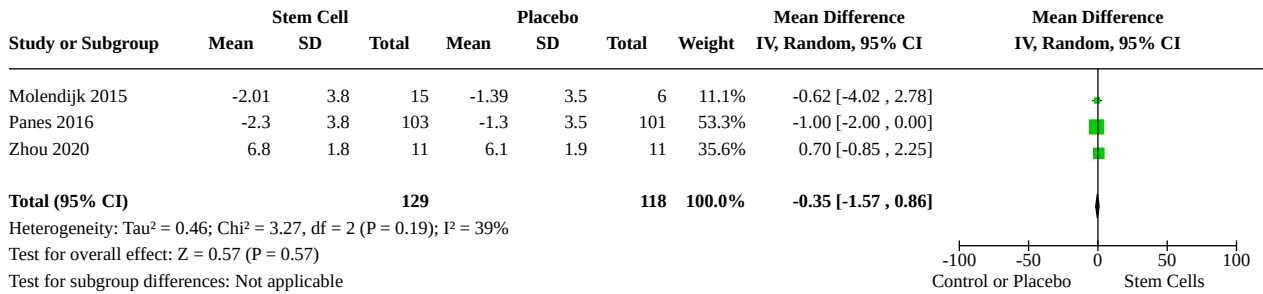 Stem Cell Placebo Mean Difference Mean Difference
Study or Subgroup Mean SD Total Mean SD Total Weight IV, Random, 95% CI IV, Random, 95% CI
Molendijk 2015 -2.01 3.8 15 -1.39 3.5 6 11.1% -0.62 [-4.02 , 2.78]
Panes 2016 -2.3 3.8 103 -1.3 3.5 101 53.3% -1.00 [-2.00 , 0.00]
Zhou 2020 6.8 1.8 11 6.1 1.9 11 35.6% 0.70 [-0.85 , 2.25]
Total (95% CI) 129 118 100.0% -0.35 [-1.57 , 0.86]
Heterogeneity: Tau² = 0.46; Chi² = 3.27, df = 2 (P = 0.19); I² = 39%
Test for overall effect: Z = 0.57 (P = 0.57)
Test for subgroup differences: Not applicable
-100 -50 0 50 100
Control or Placebo Stem Cells